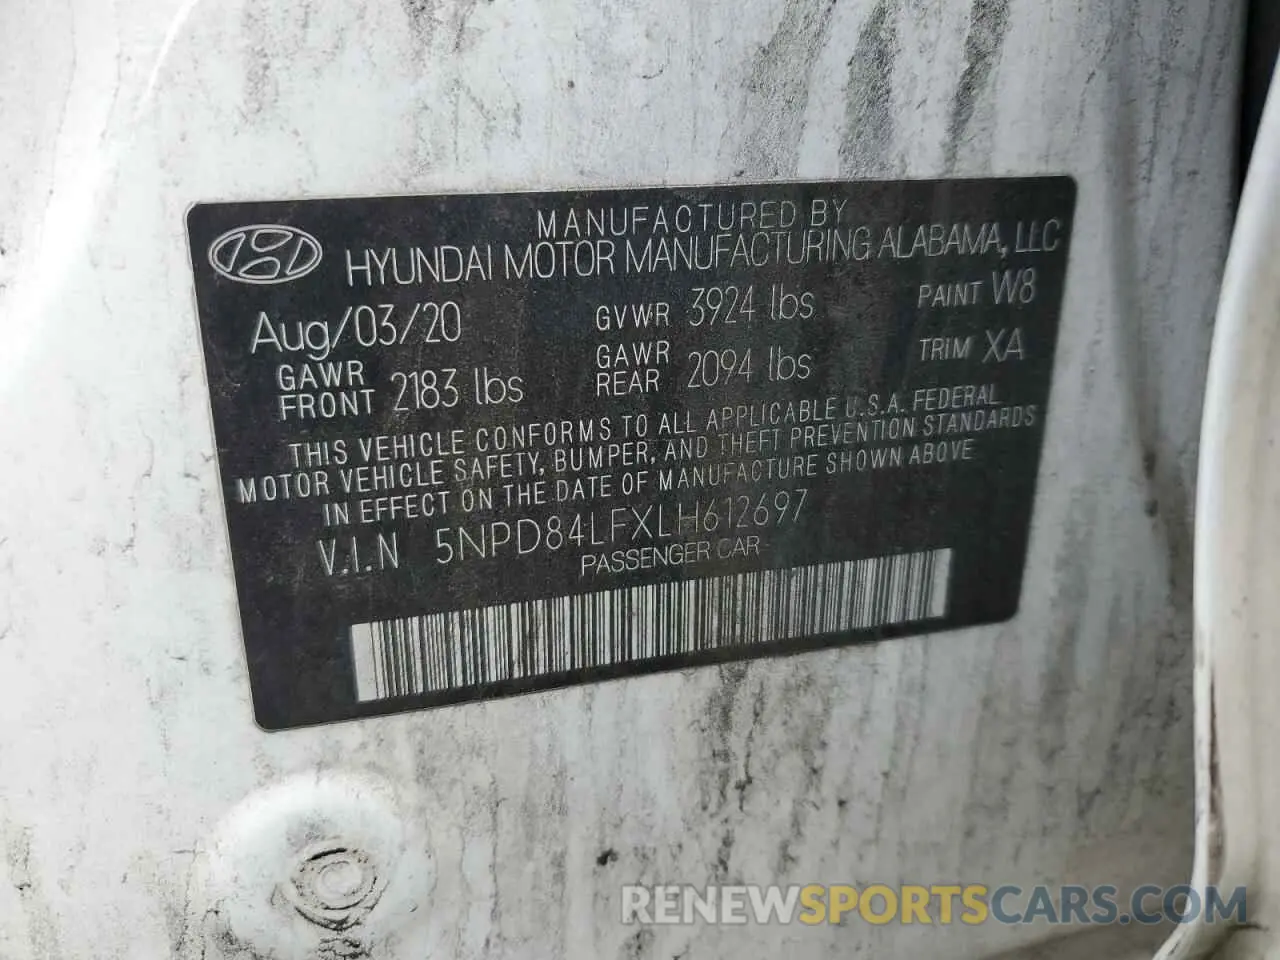 MANUFACTURED BY
HYUNDAI MOTOR MANUFACTURING ALABAMA, LLC
Aug/03/20 GVWR 3924 lbs PAINT W8
GAWR FRONT 2183 lbs GAWR REAR 2094 lbs TRIM XA
THIS VEHICLE CONFORMS TO ALL APPLICABLE U.S.A. FEDERAL
MOTOR VEHICLE SAFETY, BUMPER, AND THEFT PREVENTION STANDARDS
IN EFFECT ON THE DATE OF MANUFACTURE SHOWN ABOVE
V.I.N 5NPD84LFXLH612697
PASSENGER CAR
RENEWSPORTSCARS.COM